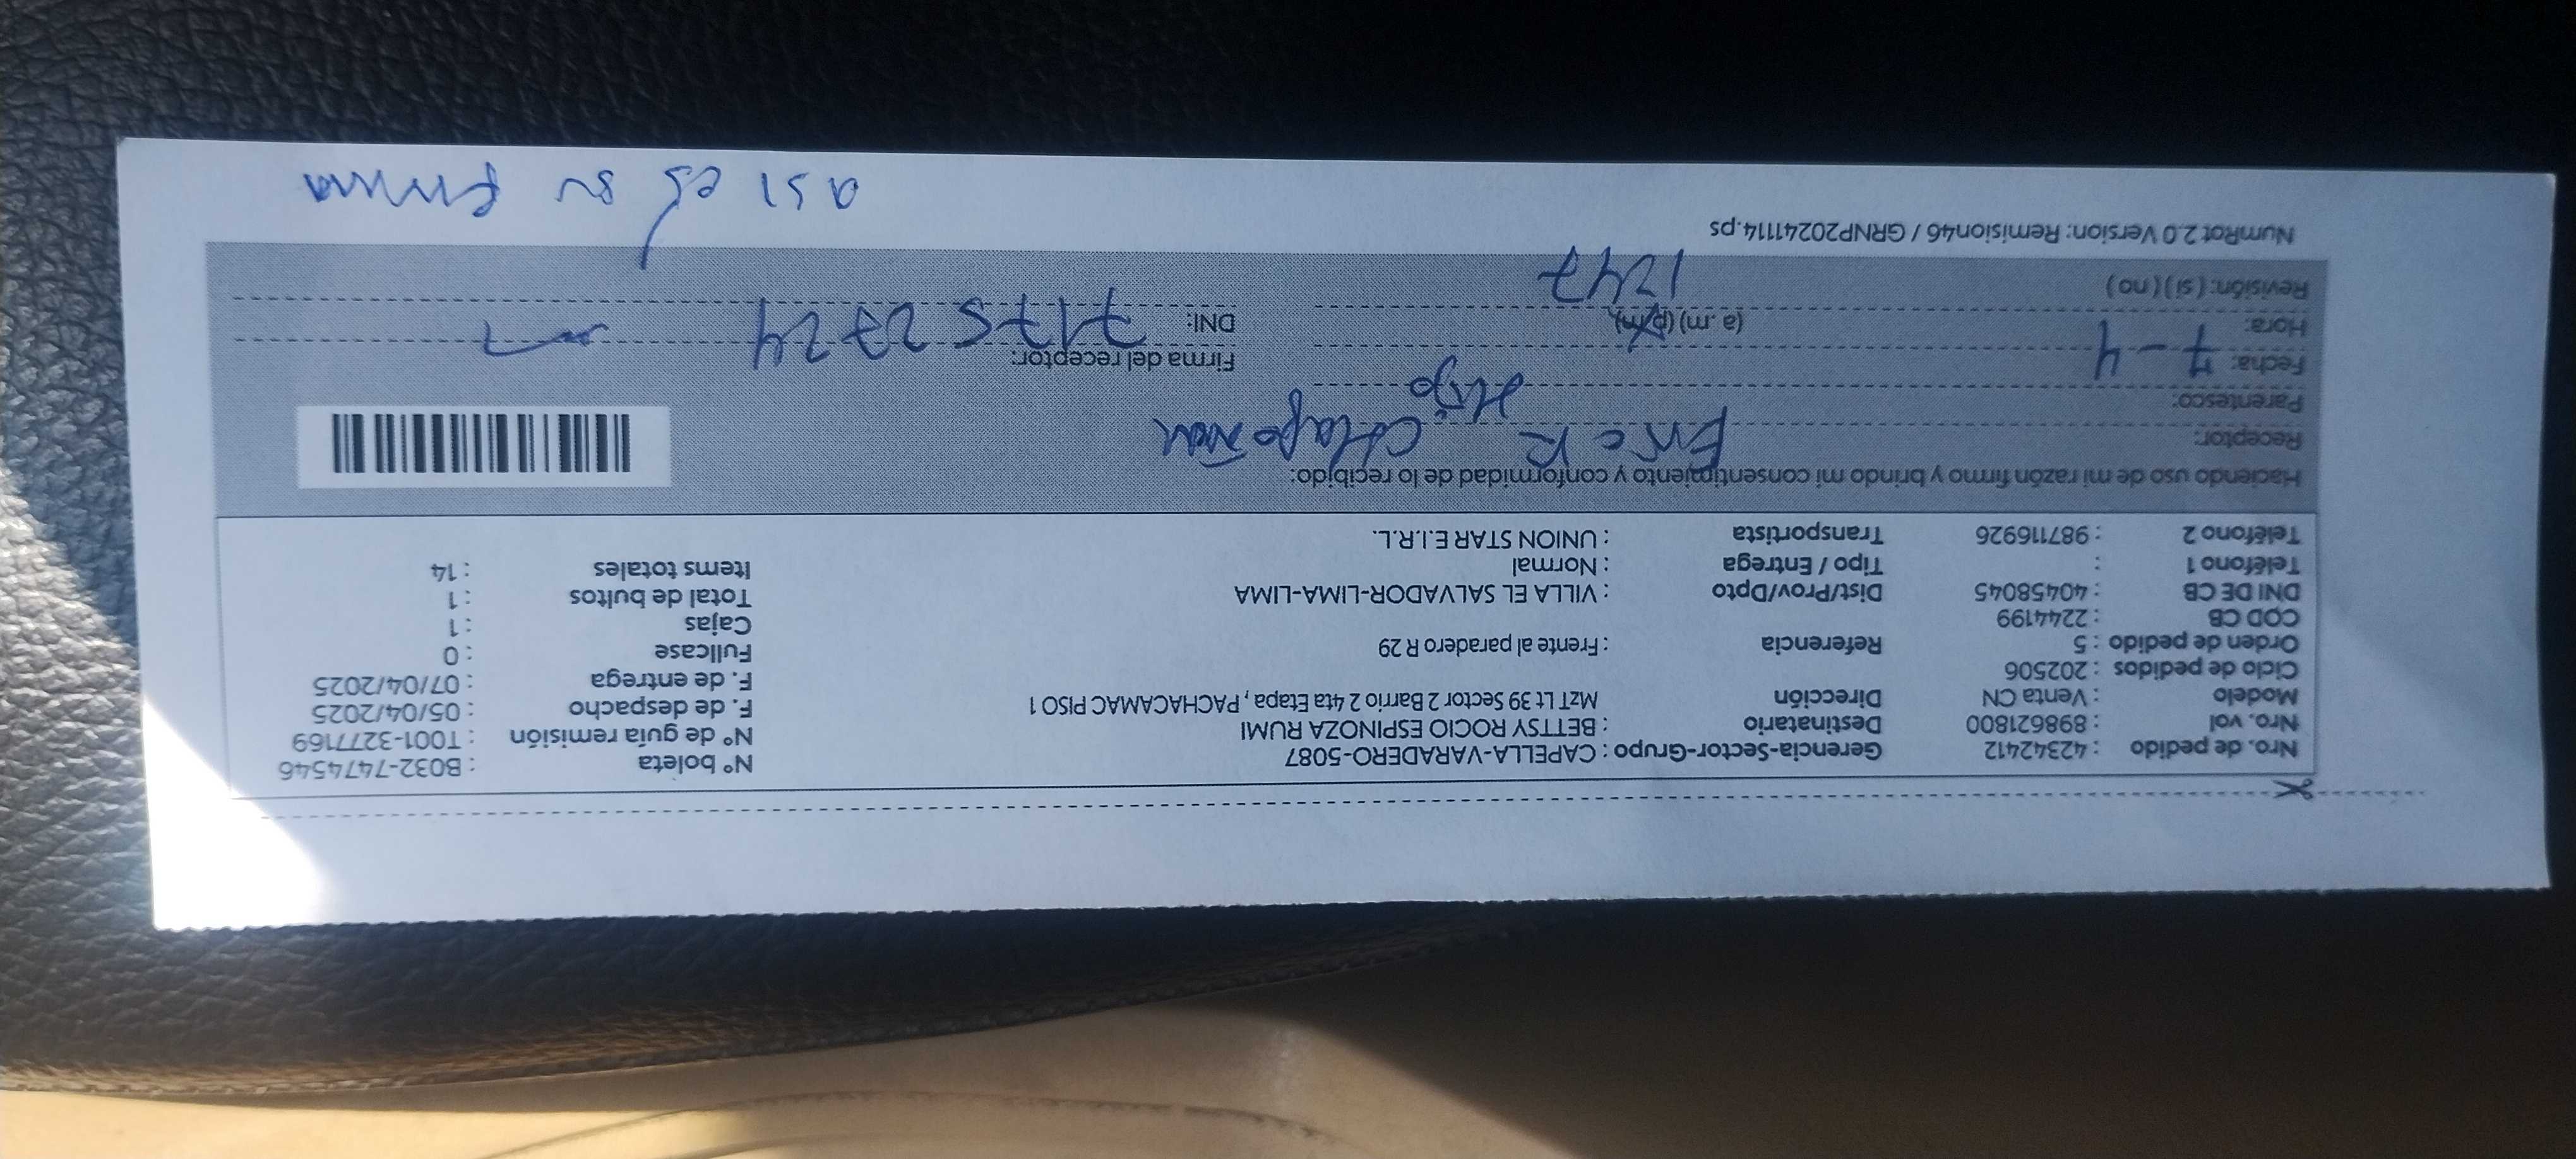 Nro. de pedido : 42342412 Gerencia-Sector-Grupo : CAPELLA-VARADERO-5087 N° boleta : B032-7474546
Nro. vol : 898621800 Destinatario : BETTSY ROCIO ESPINOZA RUMI N° de guía remisión : T001-3277169
Modelo : Venta CN Dirección MzT Lt 39 Sector 2 Barrio 2 4ta Etapa , PACHACAMAC PISO 1 F. de despacho : 05/04/2025
Ciclo de pedidos : 202506 F. de entrega : 07/04/2025
Orden de pedido : 5 Referencia : Frente al paradero R 29 Fullcase : 0
COD CB : 2244199 Cajas : 1
DNI DE CB : 40458045 Dist/Prov/Dpto : VILLA EL SALVADOR-LIMA-LIMA Total de bultos : 1
Teléfono 1 : Tipo / Entrega : Normal Items totales : 14
Teléfono 2 : 987116926 Transportista : UNION STAR E.I.R.L.
Haciendo uso de mi razón firmo y brindo mi consentimiento y conformidad de lo recibido:
Receptor: Erick
Parentesco: Hijo
Fecha: 7-4 Firma del receptor:
Hora: (a.m) (p.m) DNI: 71752724
1247
Revisión: (si) (no)
NumRot 2.0 Version: Remision46 / GRNP20241114.ps
asi es su firma